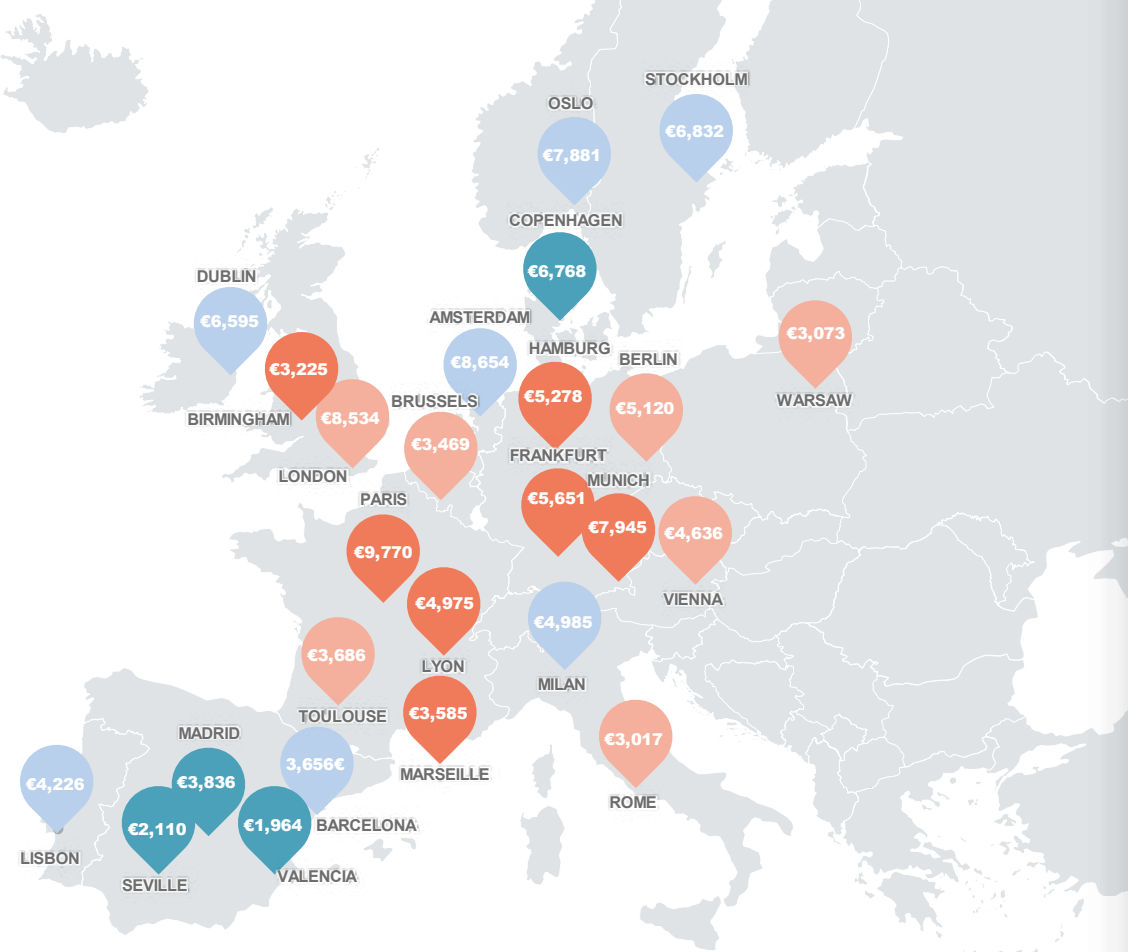 STOCKHOLM
€6,832
OSLO
€7,881
COPENHAGEN
€6,768
DUBLIN
€6,595
AMSTERDAM
€8,654
HAMBURG
€5,278
BERLIN
€5,120
€3,073
WARSAW
€3,225
BIRMINGHAM
€8,534
LONDON
BRUSSELS
€3,469
FRANKFURT
€5,651
MUNICH
€7,945
€4,636
VIENNA
PARIS
€9,770
€4,975
LYON
€4,985
MILAN
€3,686
TOULOUSE
€3,585
MARSEILLE
€3,017
ROME
MADRID
€3,836
3,656€
BARCELONA
€4,226
LISBON
€2,110
SEVILLE
€1,964
VALENCIA